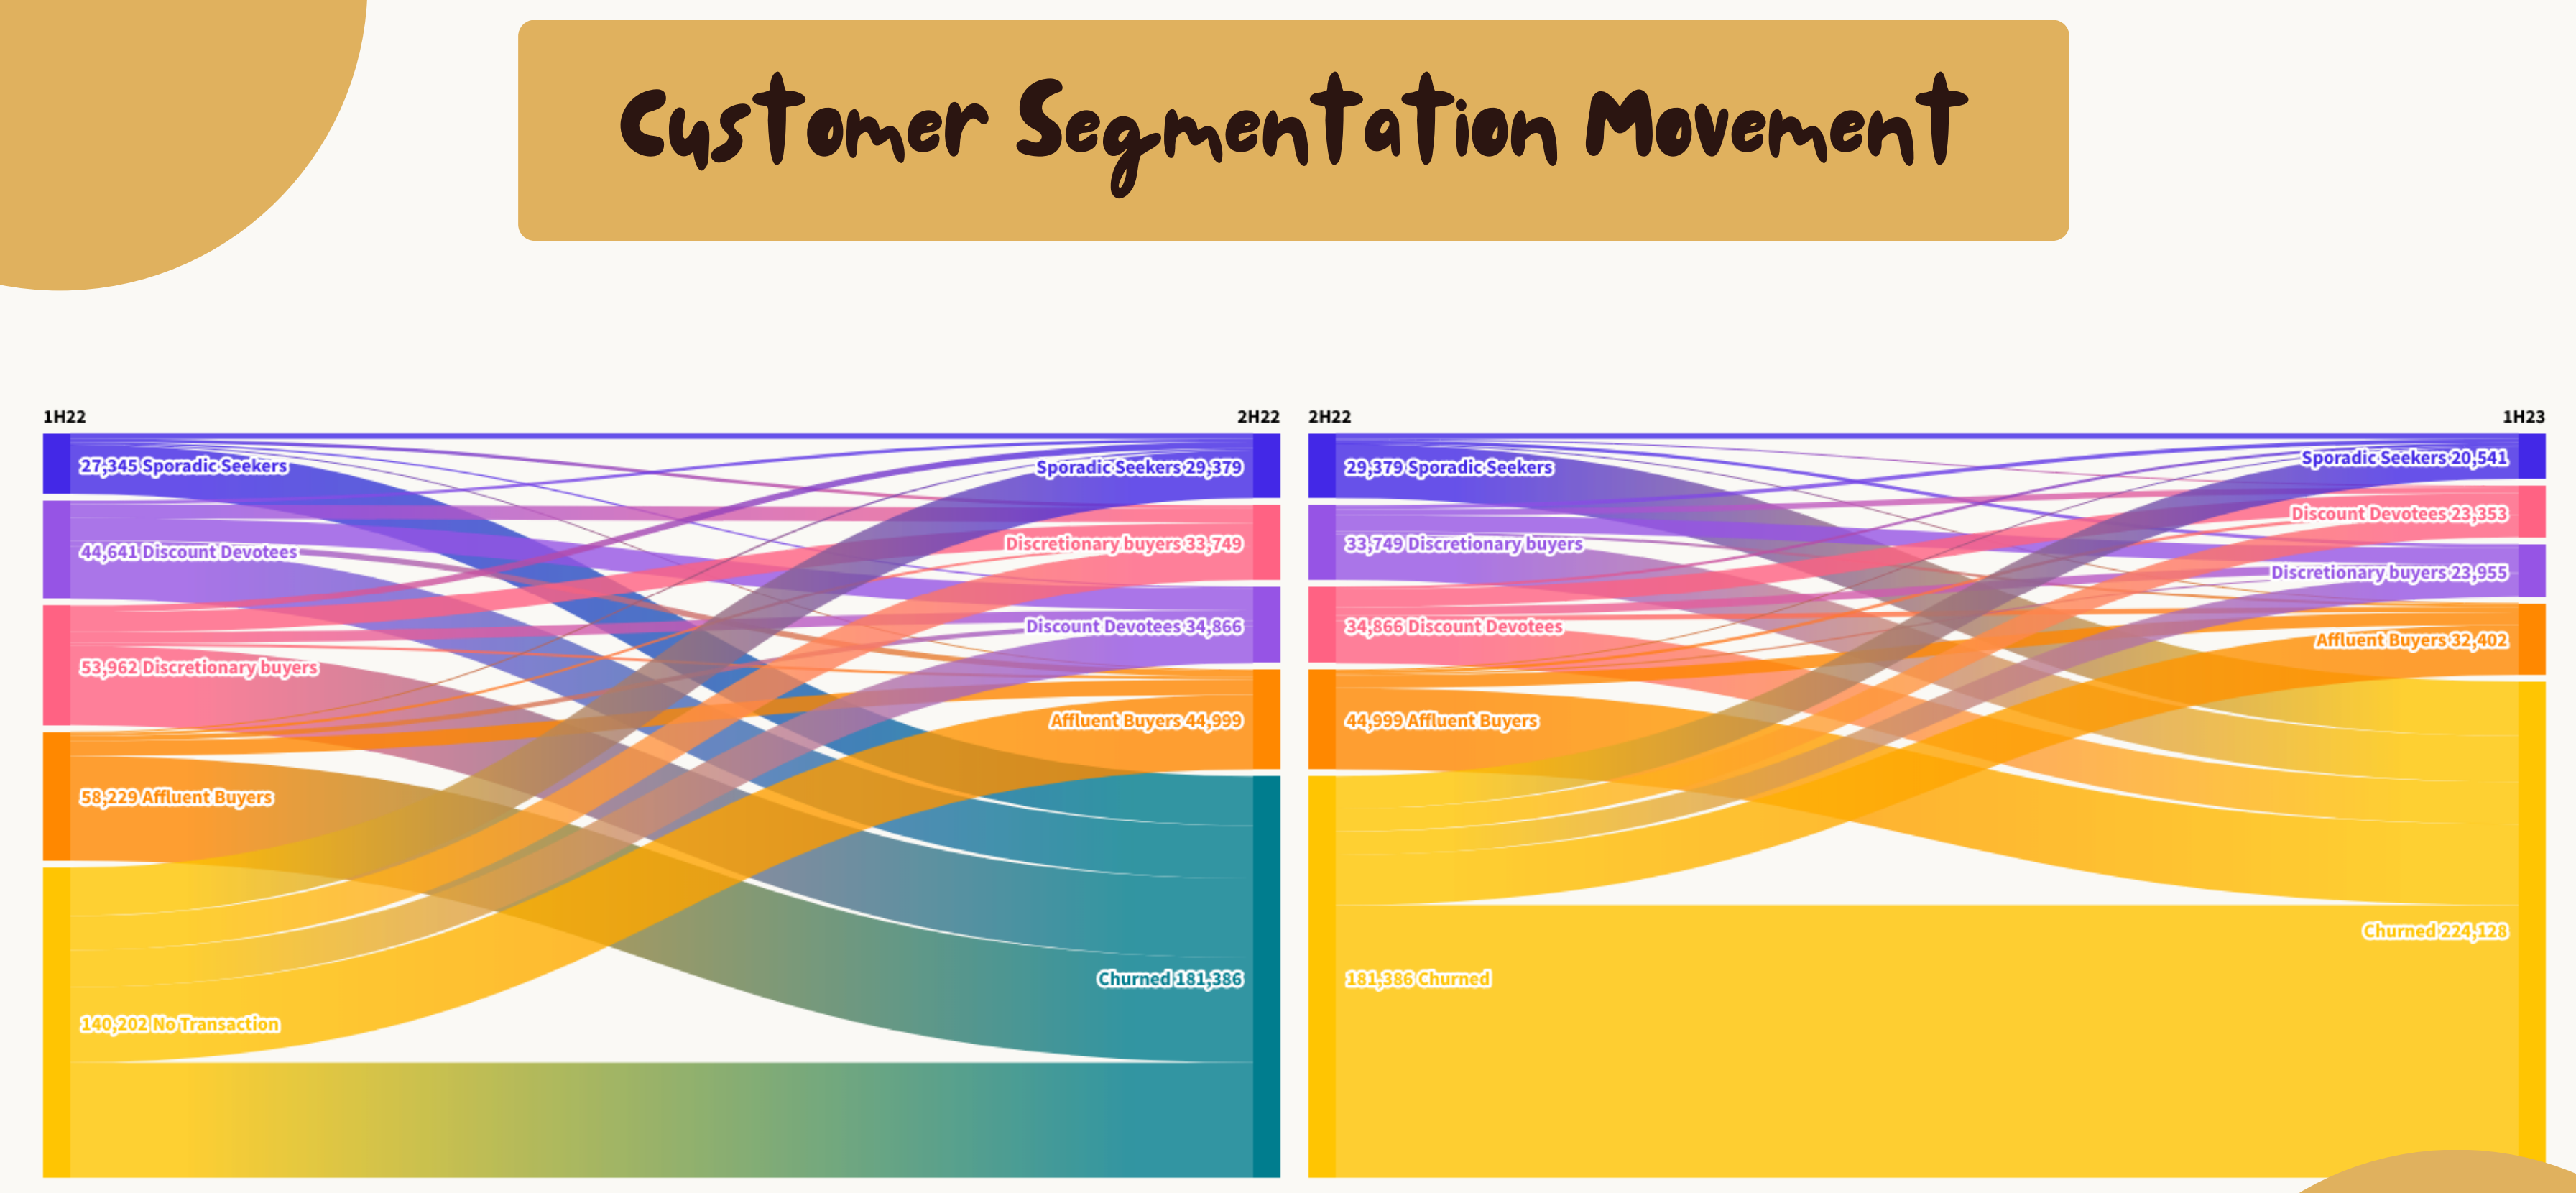 Customer Segmentation Movement
1H22
2H22
27,345 Sporadic Seekers
44,641 Discount Devotees
53,962 Discretionary buyers
58,229 Affluent Buyers
140,202 No Transaction
Sporadic Seekers 29,379
Discretionary buyers 33,749
Discount Devotees 34,866
Affluent Buyers 44,999
Churned 181,386
2H22
1H23
29,379 Sporadic Seekers
33,749 Discretionary buyers
34,866 Discount Devotees
44,999 Affluent Buyers
181,386 Churned
Sporadic Seekers 20,541
Discount Devotees 23,353
Discretionary buyers 23,955
Affluent Buyers 32,402
Churned 224,128